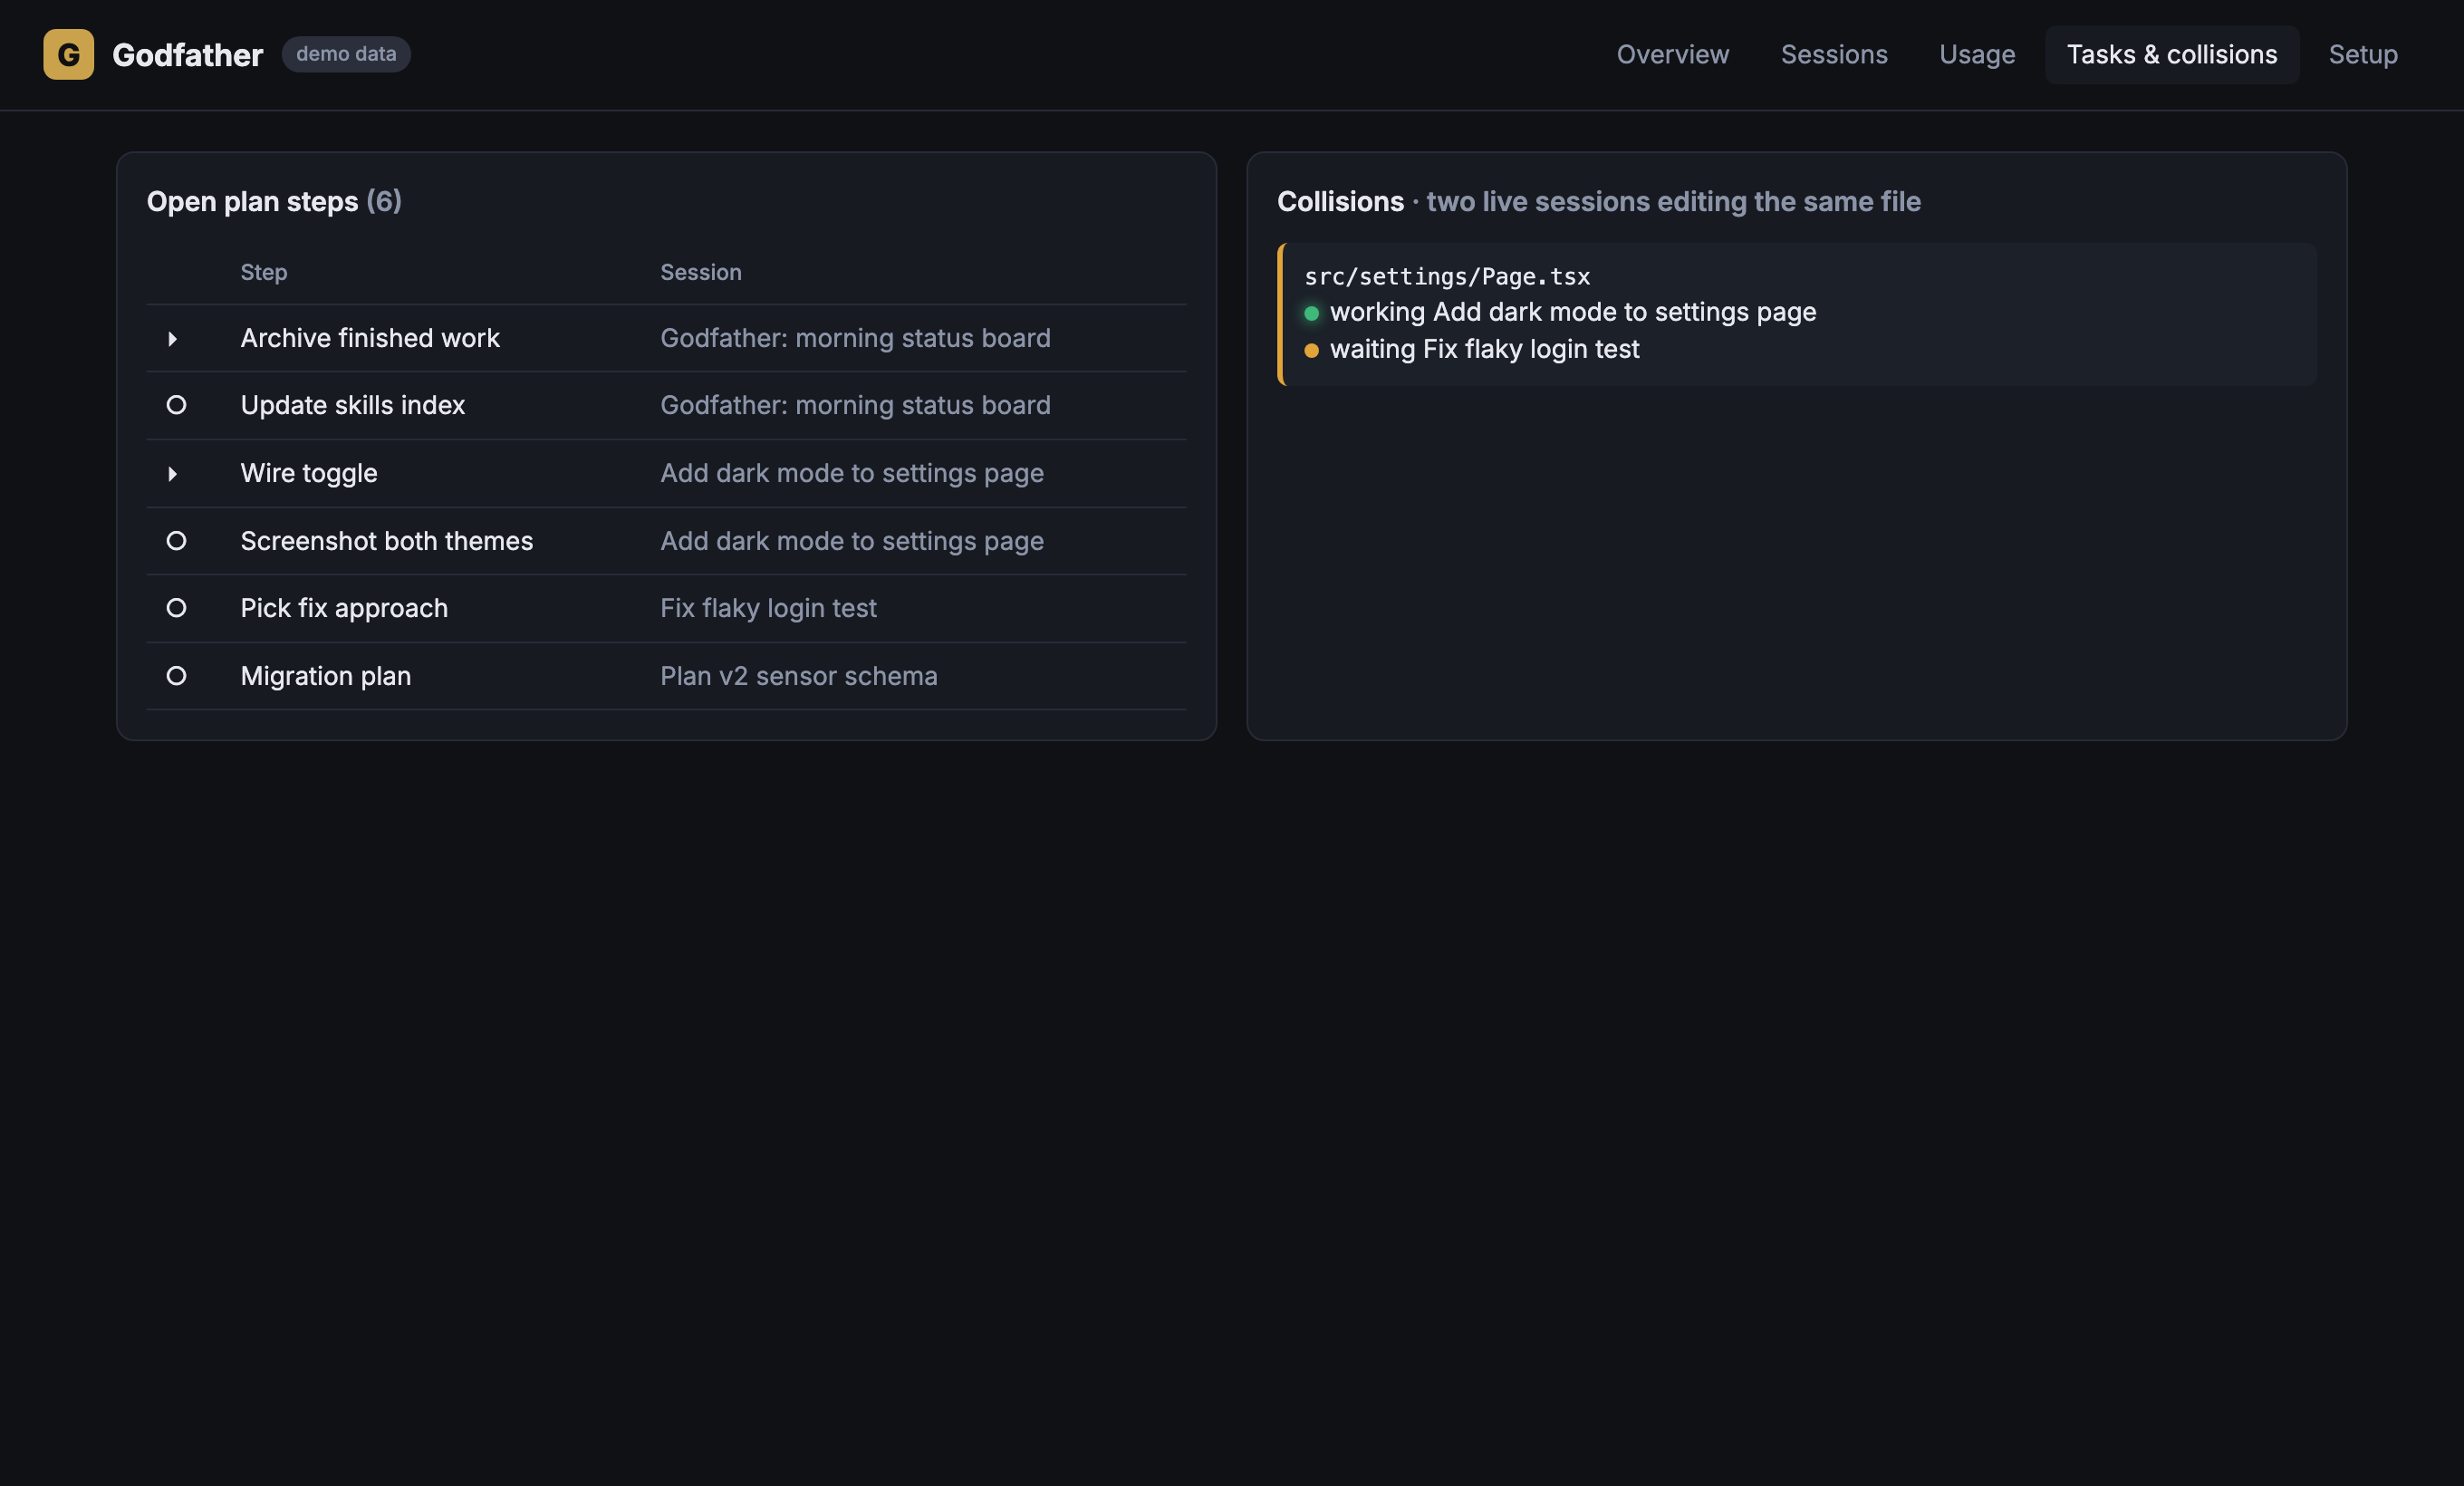 G Godfather demo data Overview Sessions Usage Tasks & collisions Setup
Open plan steps (6)
Step Session
Archive finished work Godfather: morning status board
Update skills index Godfather: morning status board
Wire toggle Add dark mode to settings page
Screenshot both themes Add dark mode to settings page
Pick fix approach Fix flaky login test
Migration plan Plan v2 sensor schema
Collisions · two live sessions editing the same file
src/settings/Page.tsx
working Add dark mode to settings page
waiting Fix flaky login test